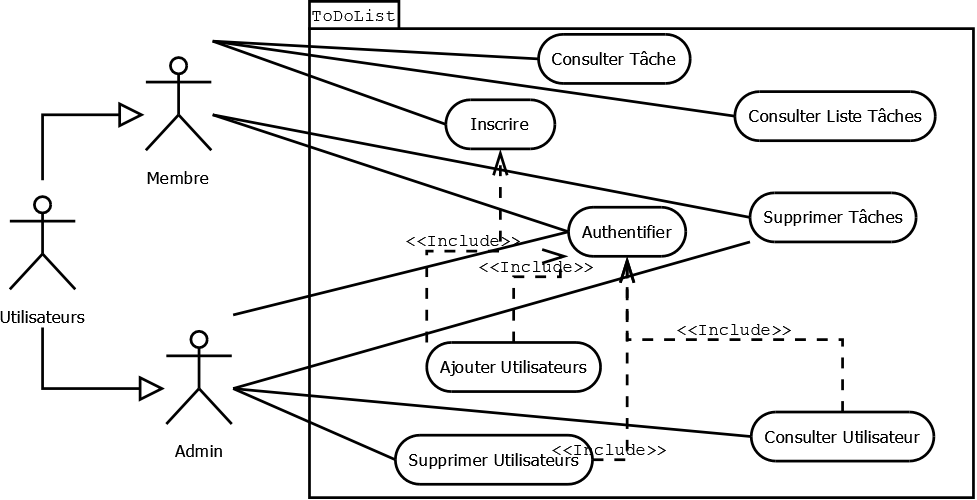 ToDoList
Consulter Tâche
Consulter Liste Tâches
Inscrire
Membre
Supprimer Tâches
Authentifier
<<Include>>
<<Include>>
Utilisateurs
<<Include>>
Ajouter Utilisateurs
Consulter Utilisateur
Admin
Supprimer Utilisateurs
<<Include>>